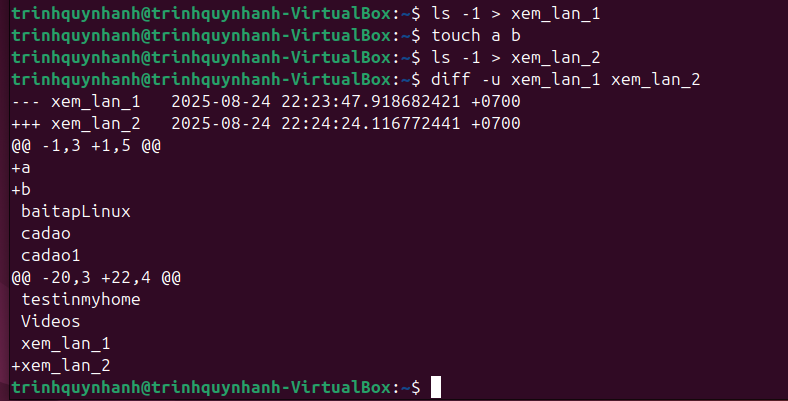 trinhquynhanh@trinhquynhanh-VirtualBox:~$ ls -1 > xem_lan_1
trinhquynhanh@trinhquynhanh-VirtualBox:~$ touch a b
trinhquynhanh@trinhquynhanh-VirtualBox:~$ ls -1 > xem_lan_2
trinhquynhanh@trinhquynhanh-VirtualBox:~$ diff -u xem_lan_1 xem_lan_2
--- xem_lan_1   2025-08-24 22:23:47.918682421 +0700
+++ xem_lan_2   2025-08-24 22:24:24.116772441 +0700
@@ -1,3 +1,5 @@
+a
+b
 baitapLinux
 cadao
 cadao1
@@ -20,3 +22,4 @@
 testinmyhome
 Videos
 xem_lan_1
+xem_lan_2
trinhquynhanh@trinhquynhanh-VirtualBox:~$